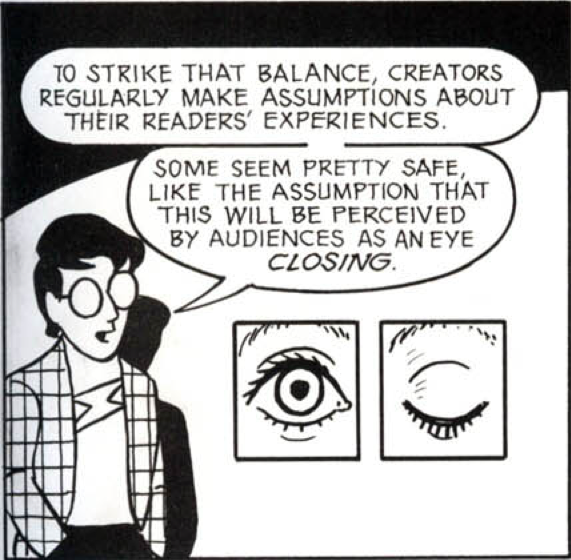 TO STRIKE THAT BALANCE, CREATORS
REGULARLY MAKE ASSUMPTIONS ABOUT
THEIR READERS' EXPERIENCES.
SOME SEEM PRETTY SAFE,
LIKE THE ASSUMPTION THAT
THIS WILL BE PERCEIVED
BY AUDIENCES AS AN EYE
CLOSING.